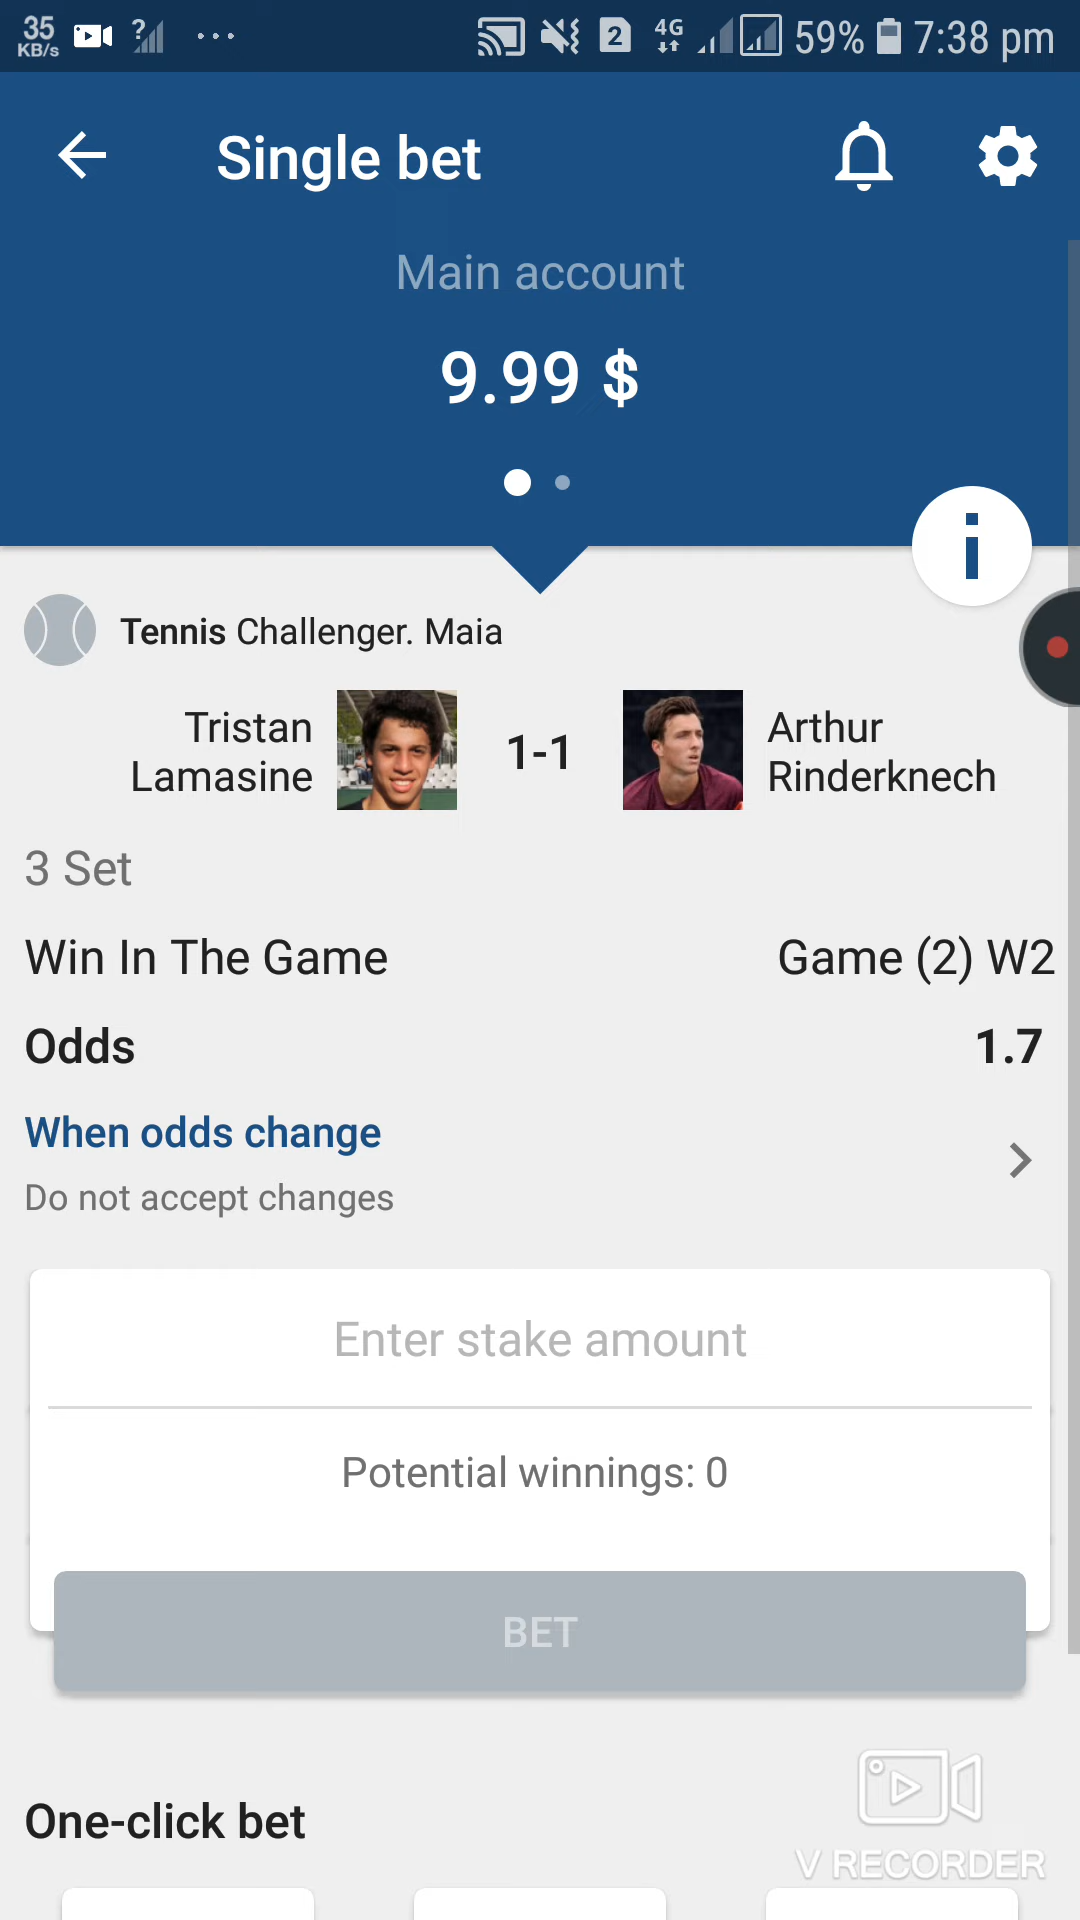 35
KB/s
?
2
4G
59%
7:38 pm
Single bet
Main account
9.99 $
i
Tennis Challenger. Maia
Tristan
Lamasine
1-1
Arthur
Rinderknech
3 Set
Win In The Game
Game (2) W2
Odds
1.7
When odds change
Do not accept changes
Enter stake amount
Potential winnings: 0
BET
One-click bet
V RECORDER